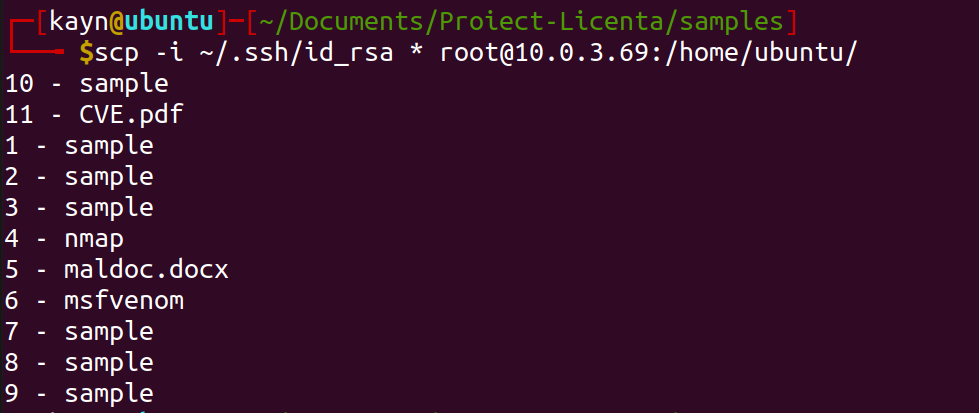 ┌─[kayn@ubuntu]─[~/Documents/Proiect-Licenta/samples]
└──╼ $scp -i ~/.ssh/id_rsa * root@10.0.3.69:/home/ubuntu/
10 - sample
11 - CVE.pdf
1 - sample
2 - sample
3 - sample
4 - nmap
5 - maldoc.docx
6 - msfvenom
7 - sample
8 - sample
9 - sample